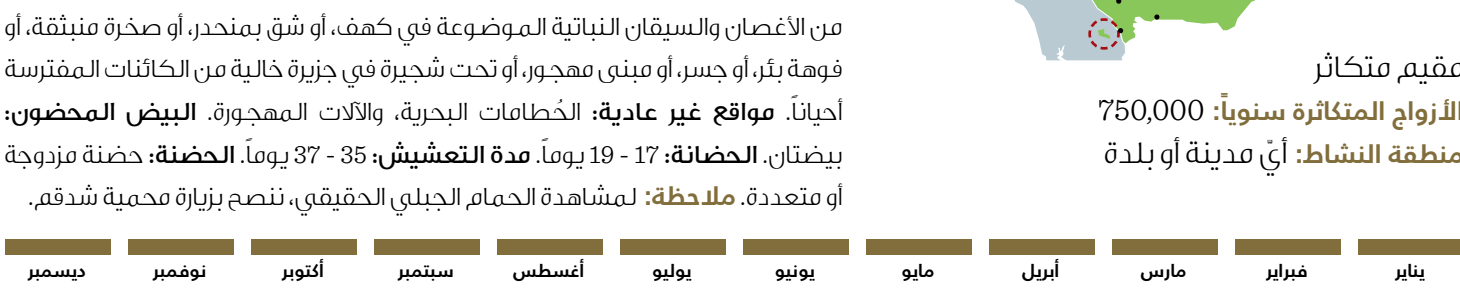 مقيم متكاثر
الأزواج المتكاثرة سنوياً: 750,000
منطقة النشاط: أيّ مدينة أو بلدة
من الأغصان والسيقان النباتية الموضوعة في كهف، أو شق بمنحدر، أو صخرة منبثقة، أو
فوهة بئر، أو جسر، أو مبنى مهجور، أو تحت شجيرة في جزيرة خالية من الكائنات المفترسة
أحياناً. مواقع غير عادية: الحُطامات البحرية، والآلات المهجورة. البيض المحضون:
بيضتان. الحضانة: 17 - 19 يوماً. مدة التعشيش: 35 - 37 يوماً. الحضنة: حضنة مزدوجة
أو متعددة. ملاحظة: لمشاهدة الحمام الجبلي الحقيقي، ننصح بزيارة محمية شدقم.
يناير فبراير مارس أبريل مايو يونيو يوليو أغسطس سبتمبر أكتوبر نوفمبر ديسمبر